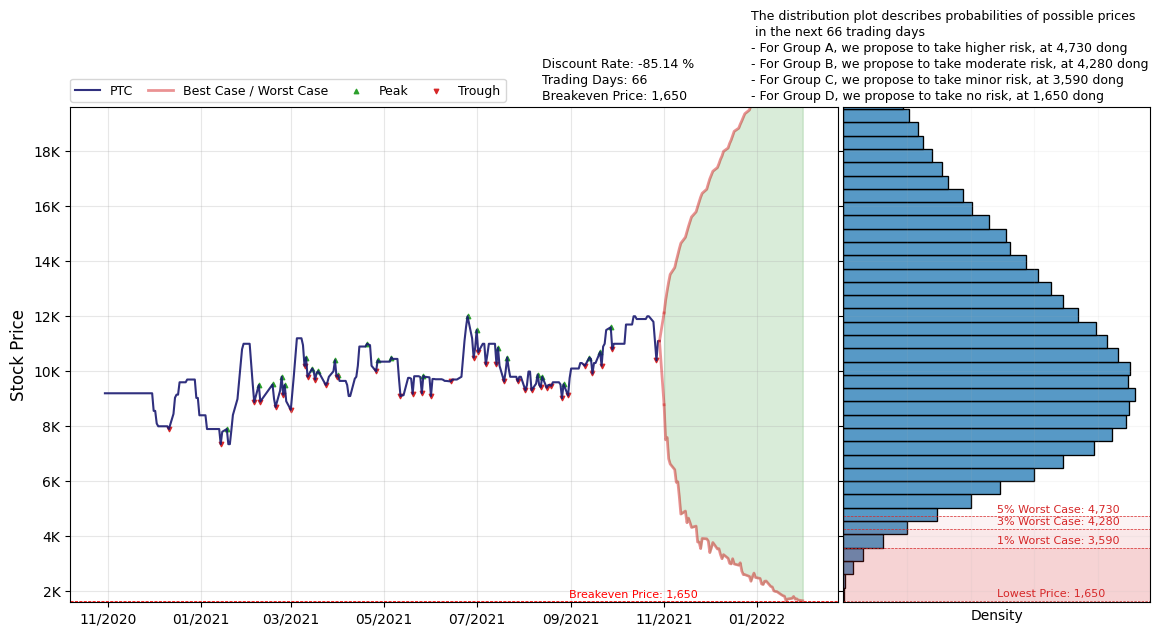 The distribution plot describes probabilities of possible prices
in the next 66 trading days
- For Group A, we propose to take higher risk, at 4,730 dong
- For Group B, we propose to take moderate risk, at 4,280 dong
- For Group C, we propose to take minor risk, at 3,590 dong
- For Group D, we propose to take no risk, at 1,650 dong
Discount Rate: -85.14 %
Trading Days: 66
Breakeven Price: 1,650
PTC
Best Case / Worst Case
Peak
Trough
Stock Price
18K
16K
14K
12K
10K
8K
6K
4K
2K
Breakeven Price: 1,650
11/2020
01/2021
03/2021
05/2021
07/2021
09/2021
11/2021
01/2022
5% Worst Case: 4,730
3% Worst Case: 4,280
1% Worst Case: 3,590
Lowest Price: 1,650
Density